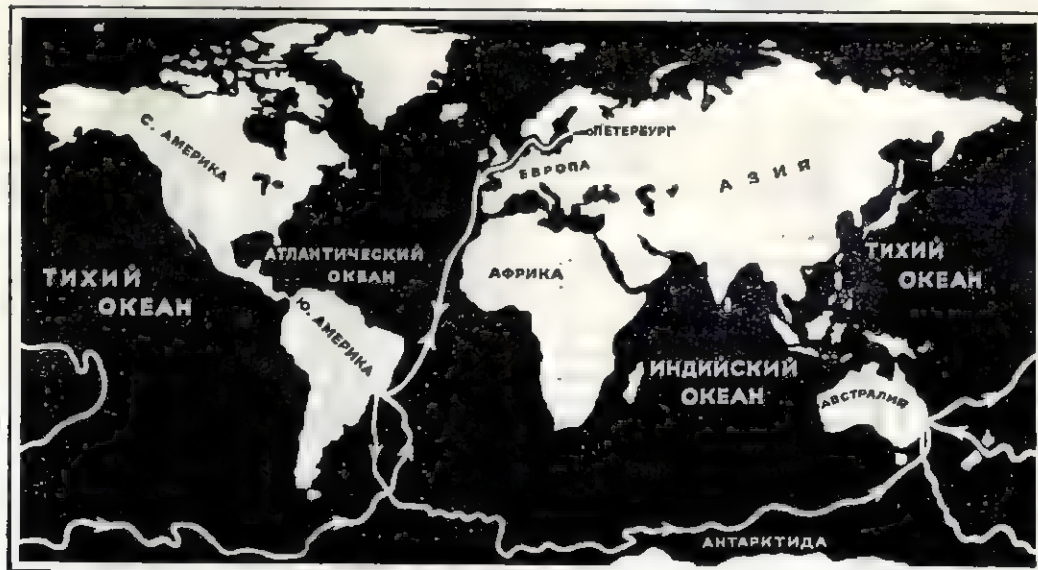 С. АМЕРИКА
ПЕТЕРБУРГ
ЕВРОПА
АЗИЯ
АТЛАНТИЧЕСКИЙ
ОКЕАН
ТИХИЙ
ОКЕАН
АФРИКА
ТИХИЙ
ОКЕАН
Ю. АМЕРИКА
ИНДИЙСКИЙ
ОКЕАН
АВСТРАЛИЯ
АНТАРКТИДА